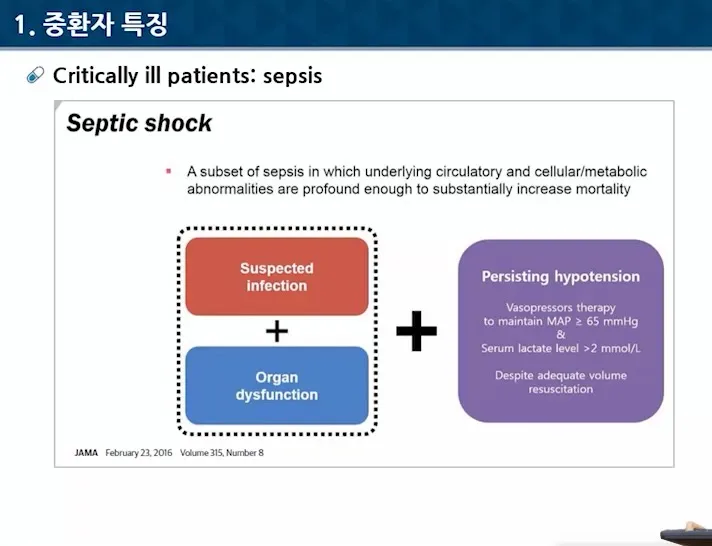 1. 중환자 특징
Critically ill patients: sepsis
Septic shock
▪ A subset of sepsis in which underlying circulatory and cellular/metabolic
abnormalities are profound enough to substantially increase mortality
Suspected
infection
+
Organ
dysfunction
+
Persisting hypotension
Vasopressors therapy
to maintain MAP ≥ 65 mmHg
&
Serum lactate level >2 mmol/L
Despite adequate volume
resuscitation
JAMA February 23, 2016 Volume 315, Number 8